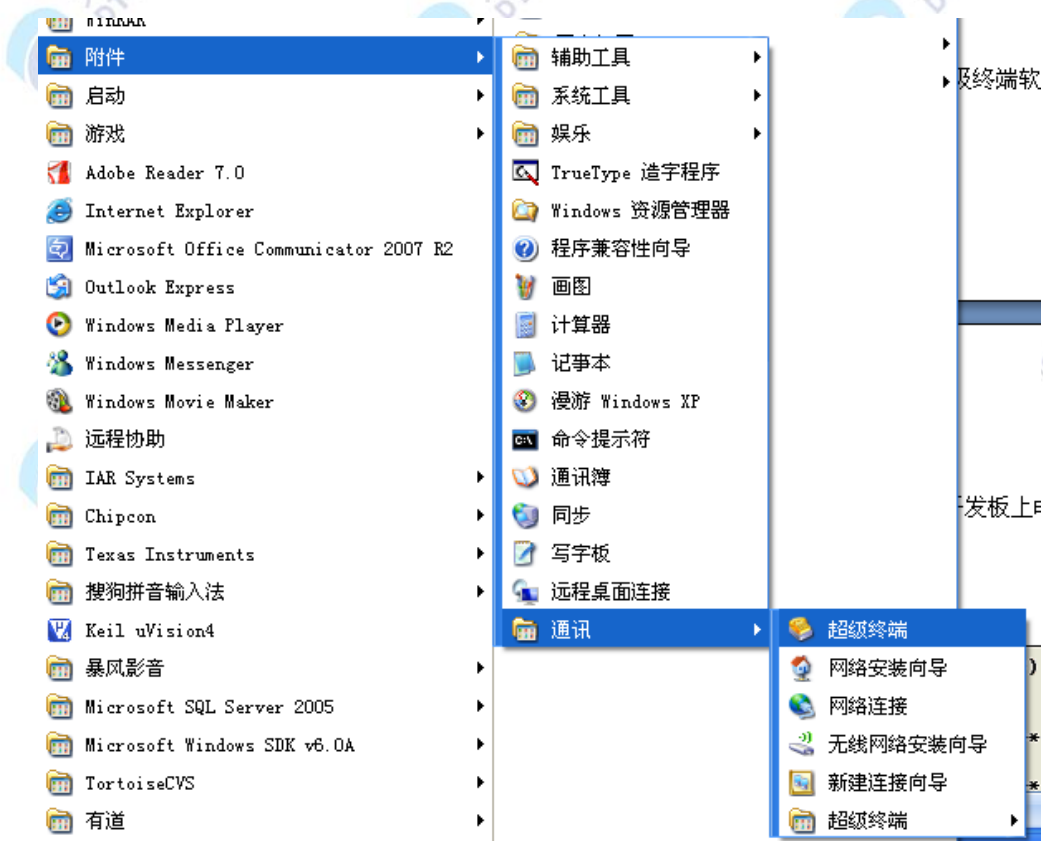 WinRAR
附件
启动
游戏
Adobe Reader 7.0
Internet Explorer
Microsoft Office Communicator 2007 R2
Outlook Express
Windows Media Player
Windows Messenger
Windows Movie Maker
远程协助
IAR Systems
Chipcon
Texas Instruments
搜狗拼音输入法
Keil uVision4
暴风影音
Microsoft SQL Server 2005
Microsoft Windows SDK v6.0A
TortoiseCVS
有道
辅助工具
系统工具
娱乐
TrueType 造字程序
Windows 资源管理器
程序兼容性向导
画图
计算器
记事本
漫游 Windows XP
命令提示符
通讯簿
同步
写字板
远程桌面连接
通讯
超级终端
网络安装向导
网络连接
无线网络安装向导
新建连接向导
超级终端
级终端软
开发板上电
)
*
*